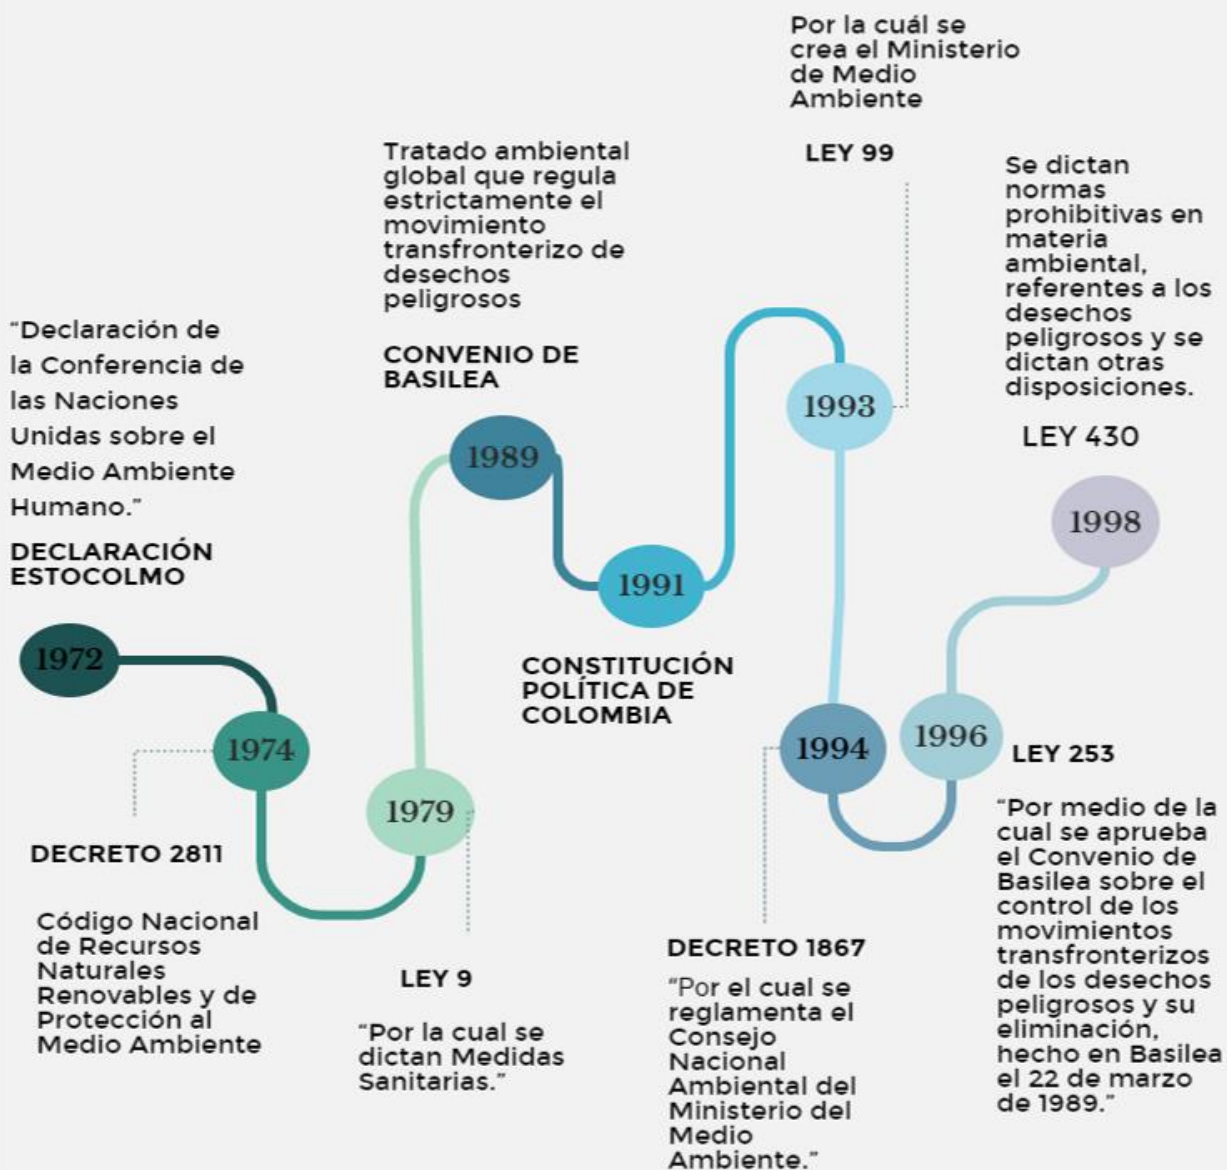 “Declaración de
la Conferencia de
las Naciones
Unidas sobre el
Medio Ambiente
Humano.”
DECLARACIÓN
ESTOCOLMO
1972
1974
DECRETO 2811
Código Nacional
de Recursos
Naturales
Renovables y de
Protección al
Medio Ambiente
1979
LEY 9
“Por la cual se
dictan Medidas
Sanitarias.”
Tratado ambiental
global que regula
estrictamente el
movimiento
transfronterizo de
desechos
peligrosos
CONVENIO DE
BASILEA
1989
1991
CONSTITUCIÓN
POLÍTICA DE
COLOMBIA
Por la cuál se
crea el Ministerio
de Medio
Ambiente
LEY 99
1993
1994
DECRETO 1867
“Por el cual se
reglamenta el
Consejo
Nacional
Ambiental del
Ministerio del
Medio
Ambiente.”
1996
LEY 253
“Por medio de la
cual se aprueba
el Convenio de
Basilea sobre el
control de los
movimientos
transfronterizos
de los desechos
peligrosos y su
eliminación,
hecho en Basilea
el 22 de marzo
de 1989.”
Se dictan
normas
prohibitivas en
materia
ambiental,
referentes a los
desechos
peligrosos y se
dictan otras
disposiciones.
LEY 430
1998